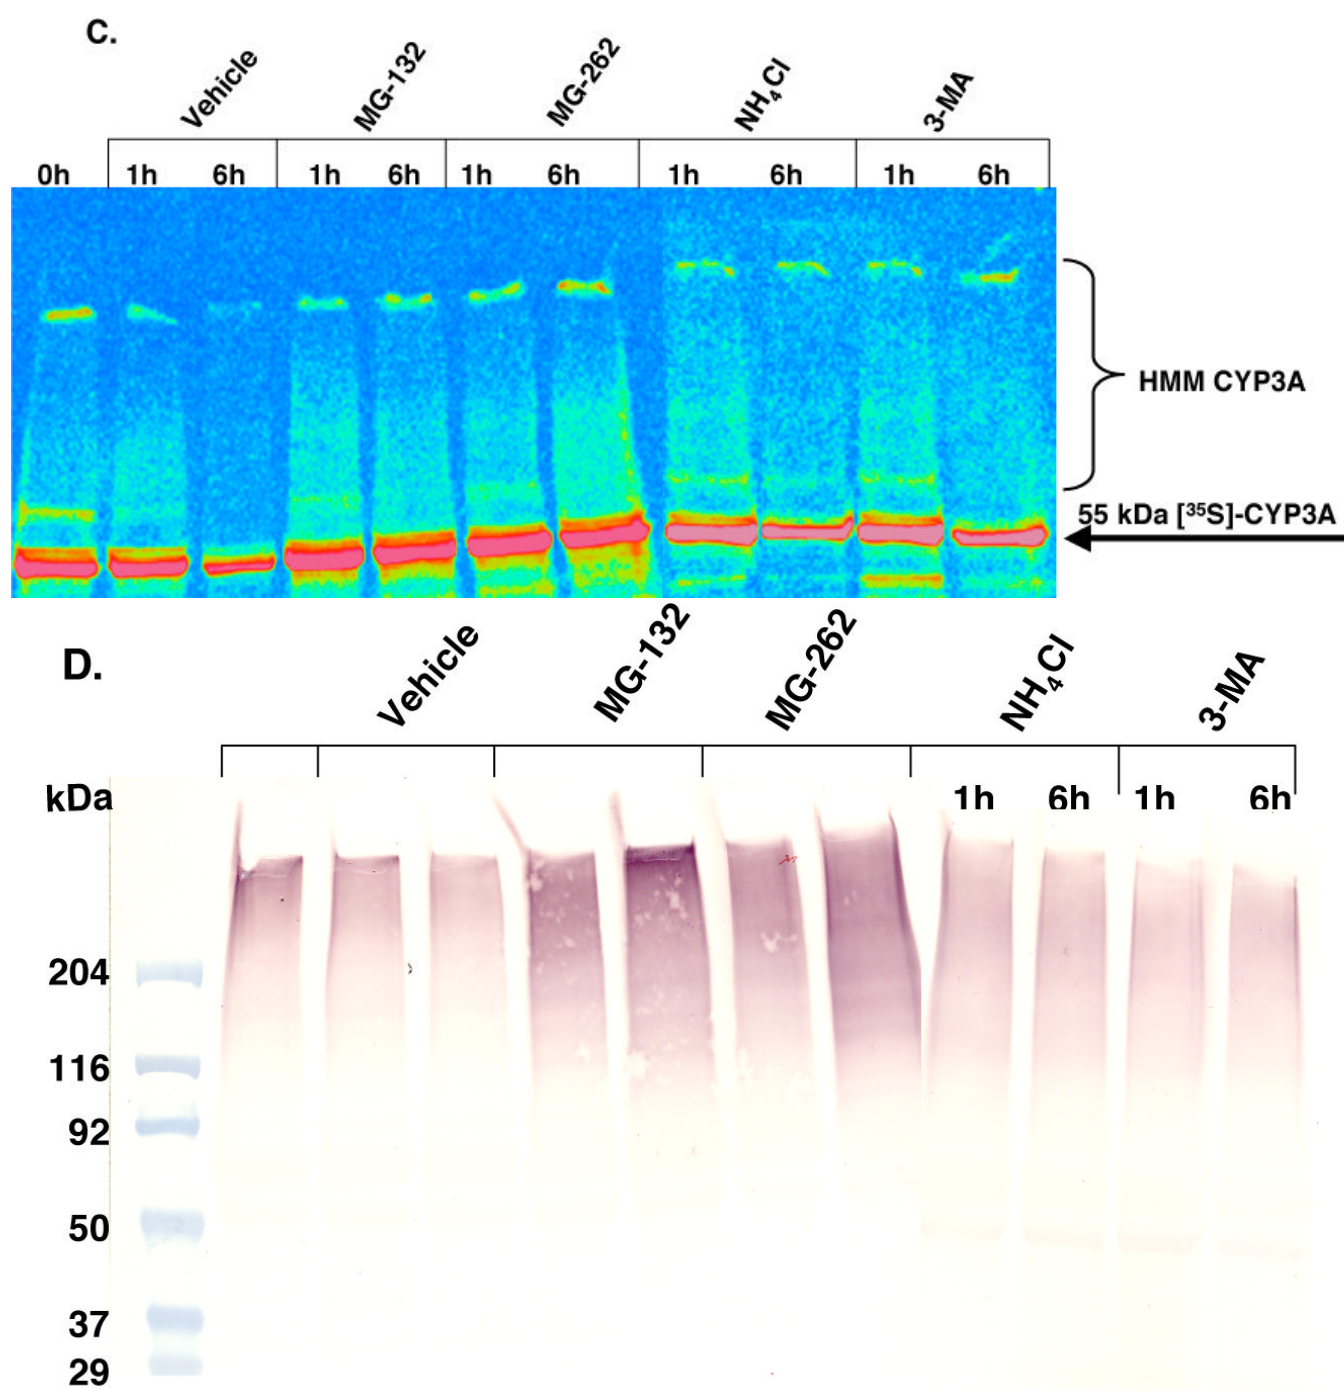 C.
Vehicle MG-132 MG-262 NH₄Cl 3-MA
0h 1h 6h 1h 6h 1h 6h 1h 6h 1h 6h
HMM CYP3A
55 kDa [³⁵S]-CYP3A
D.
Vehicle MG-132 MG-262 NH₄Cl 3-MA
kDa 1h 6h 1h 6h
204
116
92
50
37
29